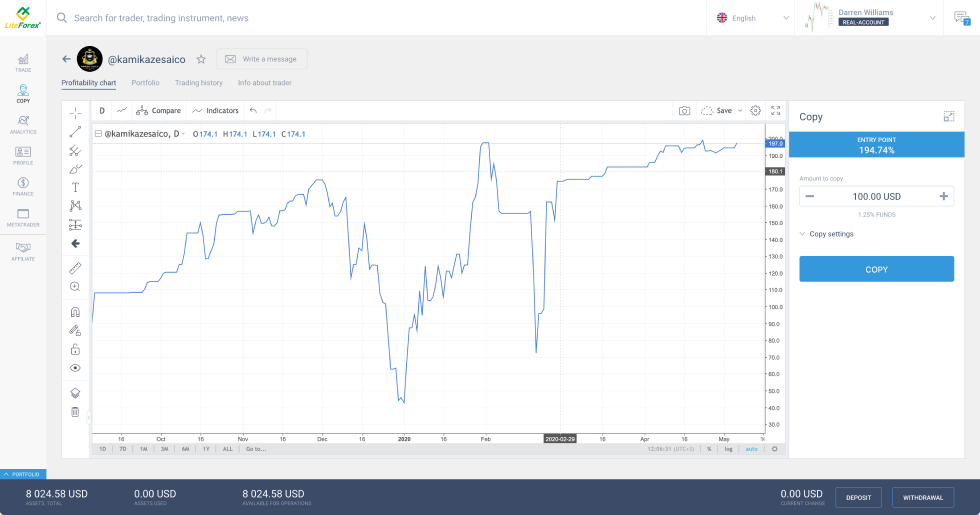 LiteForex
Search for trader, trading instrument, news
English
Darren Williams
REAL-ACCOUNT
7
TRADE
COPY
ANALYTICS
PROFILE
FINANCE
METATRADER
AFFILIATE
@kamikazesaico
Write a message
Profitability chart
Portfolio
Trading history
Info about trader
D
Compare
Indicators
Save
@kamikazesaico, D
O174.1 H174.1 L174.1 C174.1
200.0
197.0
190.0
180.1
170.0
160.0
150.0
140.0
130.0
120.0
110.0
100.0
90.0
80.0
70.0
60.0
50.0
40.0
30.0
16
Oct
16
Nov
16
Dec
16
2020
16
Feb
2020-02-29
16
Apr
16
May
1D
7D
1M
3M
6M
1Y
ALL
Go to...
12:06:31 (UTC+3)
%
log
auto
Copy
ENTRY POINT
194.74%
Amount to copy
100.00 USD
1.25% FUNDS
Copy settings
COPY
PORTFOLIO
8 024.58 USD
ASSETS, TOTAL
0.00 USD
ASSETS USED
8 024.58 USD
AVAILABLE FOR OPERATIONS
0.00 USD
CURRENT CHANGE
DEPOSIT
WITHDRAWAL